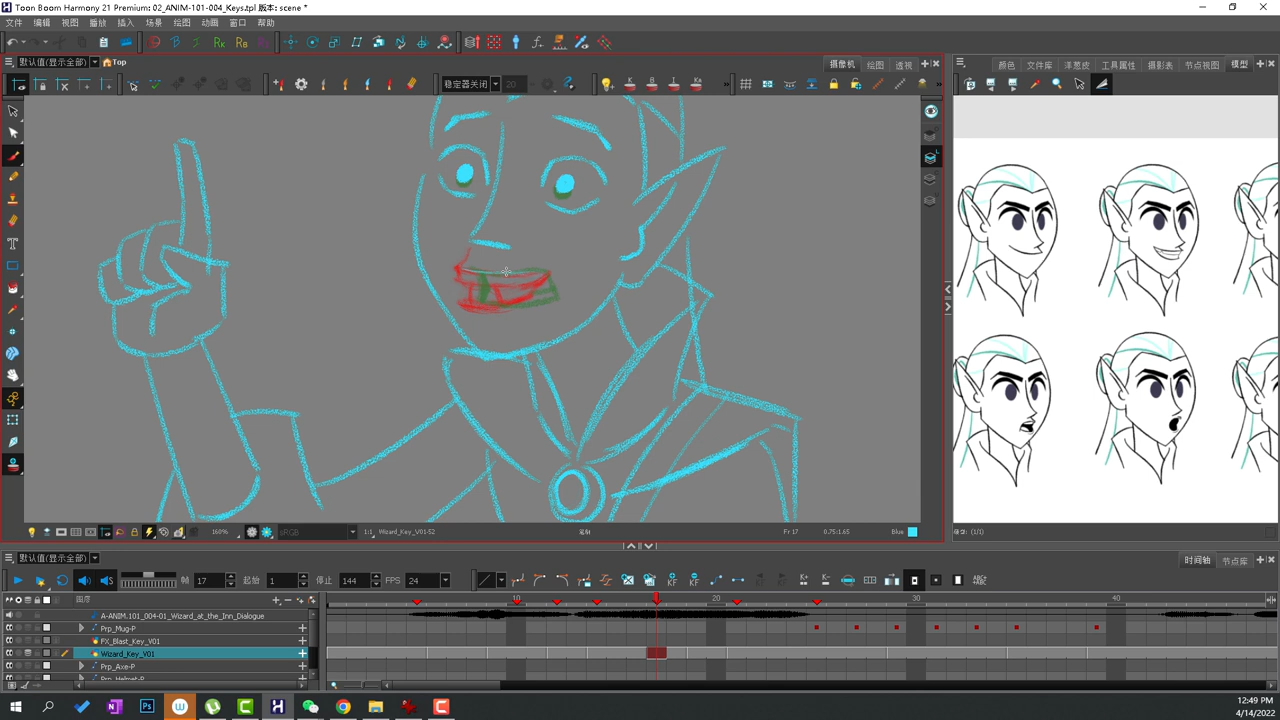 Toon Boom Harmony 21 Premium: 02_ANIM-101-004_Keys.tpl 版本: scene *
文件 编辑 视图 播放 插入 场景 绘图 动画 窗口 帮助
默认值(显示全部) Top 摄像机 绘图 透视
颜色 文件库 洋葱皮 工具属性 摄影表 节点视图 模型
稳定器关闭 20
160% sRGB 1:1 Wizard_Key_V01-52 Fr 17 0.75:1.65 Blue
(1/1)
默认值(显示全部) 时间轴 节点库
帧 17 起始 1 停止 144 FPS 24
10 20 30 40
A-ANIM.101_004-01_Wizard_at_the_Inn_Dialogue
Prp_Mug-P
FX_Blast_Key_V01
Wizard_Key_V01
Prp_Axe-P
Prp_Helmet-P
12:49 PM
4/14/2022